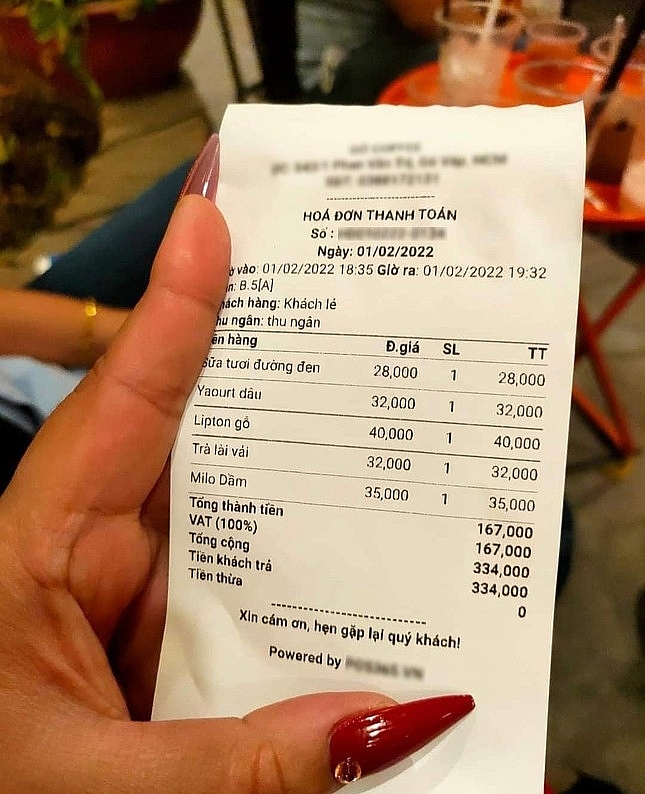 HOÁ ĐƠN THANH TOÁN
Số :
Ngày: 01/02/2022
vào: 01/02/2022 18:35 Giờ ra: 01/02/2022 19:32
B.5[A]
hách hàng: Khách lẻ
hu ngân: thu ngân
ên hàng Đ.giá SL TT
Sữa tươi đường đen 28,000 1 28,000
Yaourt dâu 32,000 1 32,000
Lipton gỗ 40,000 1 40,000
Trà lài vải 32,000 1 32,000
Milo Dầm 35,000 1 35,000
Tổng thành tiền 167,000
VAT (100%) 167,000
Tổng cộng 334,000
Tiền khách trả 334,000
Tiền thừa 0
Xin cám ơn, hẹn gặp lại quý khách!
Powered by